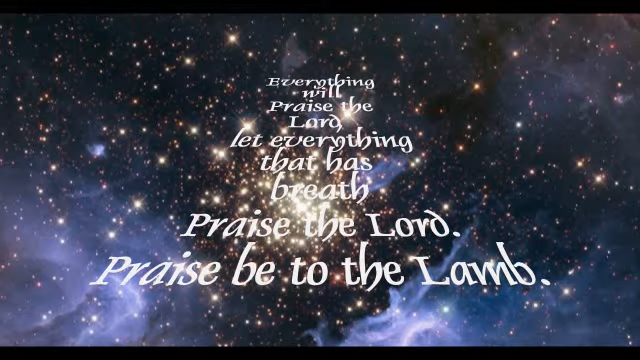 Everything
will
Praise the
Lord,
let everything
that has
breath
Praise the Lord.
Praise be to the Lamb.